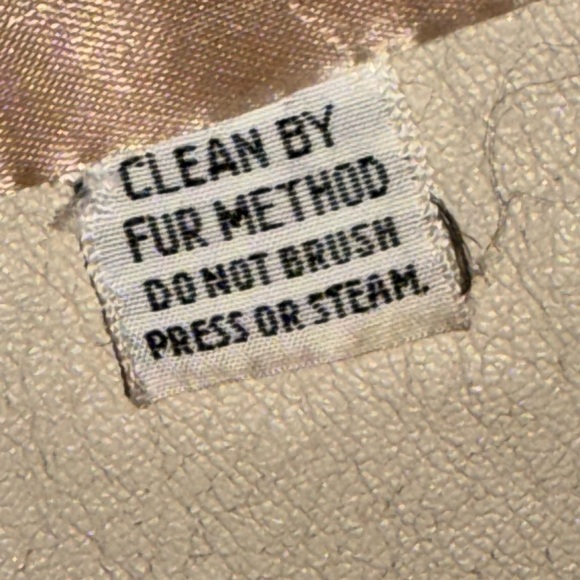 CLEAN BY
FUR METHOD
DO NOT BRUSH
PRESS OR STEAM.